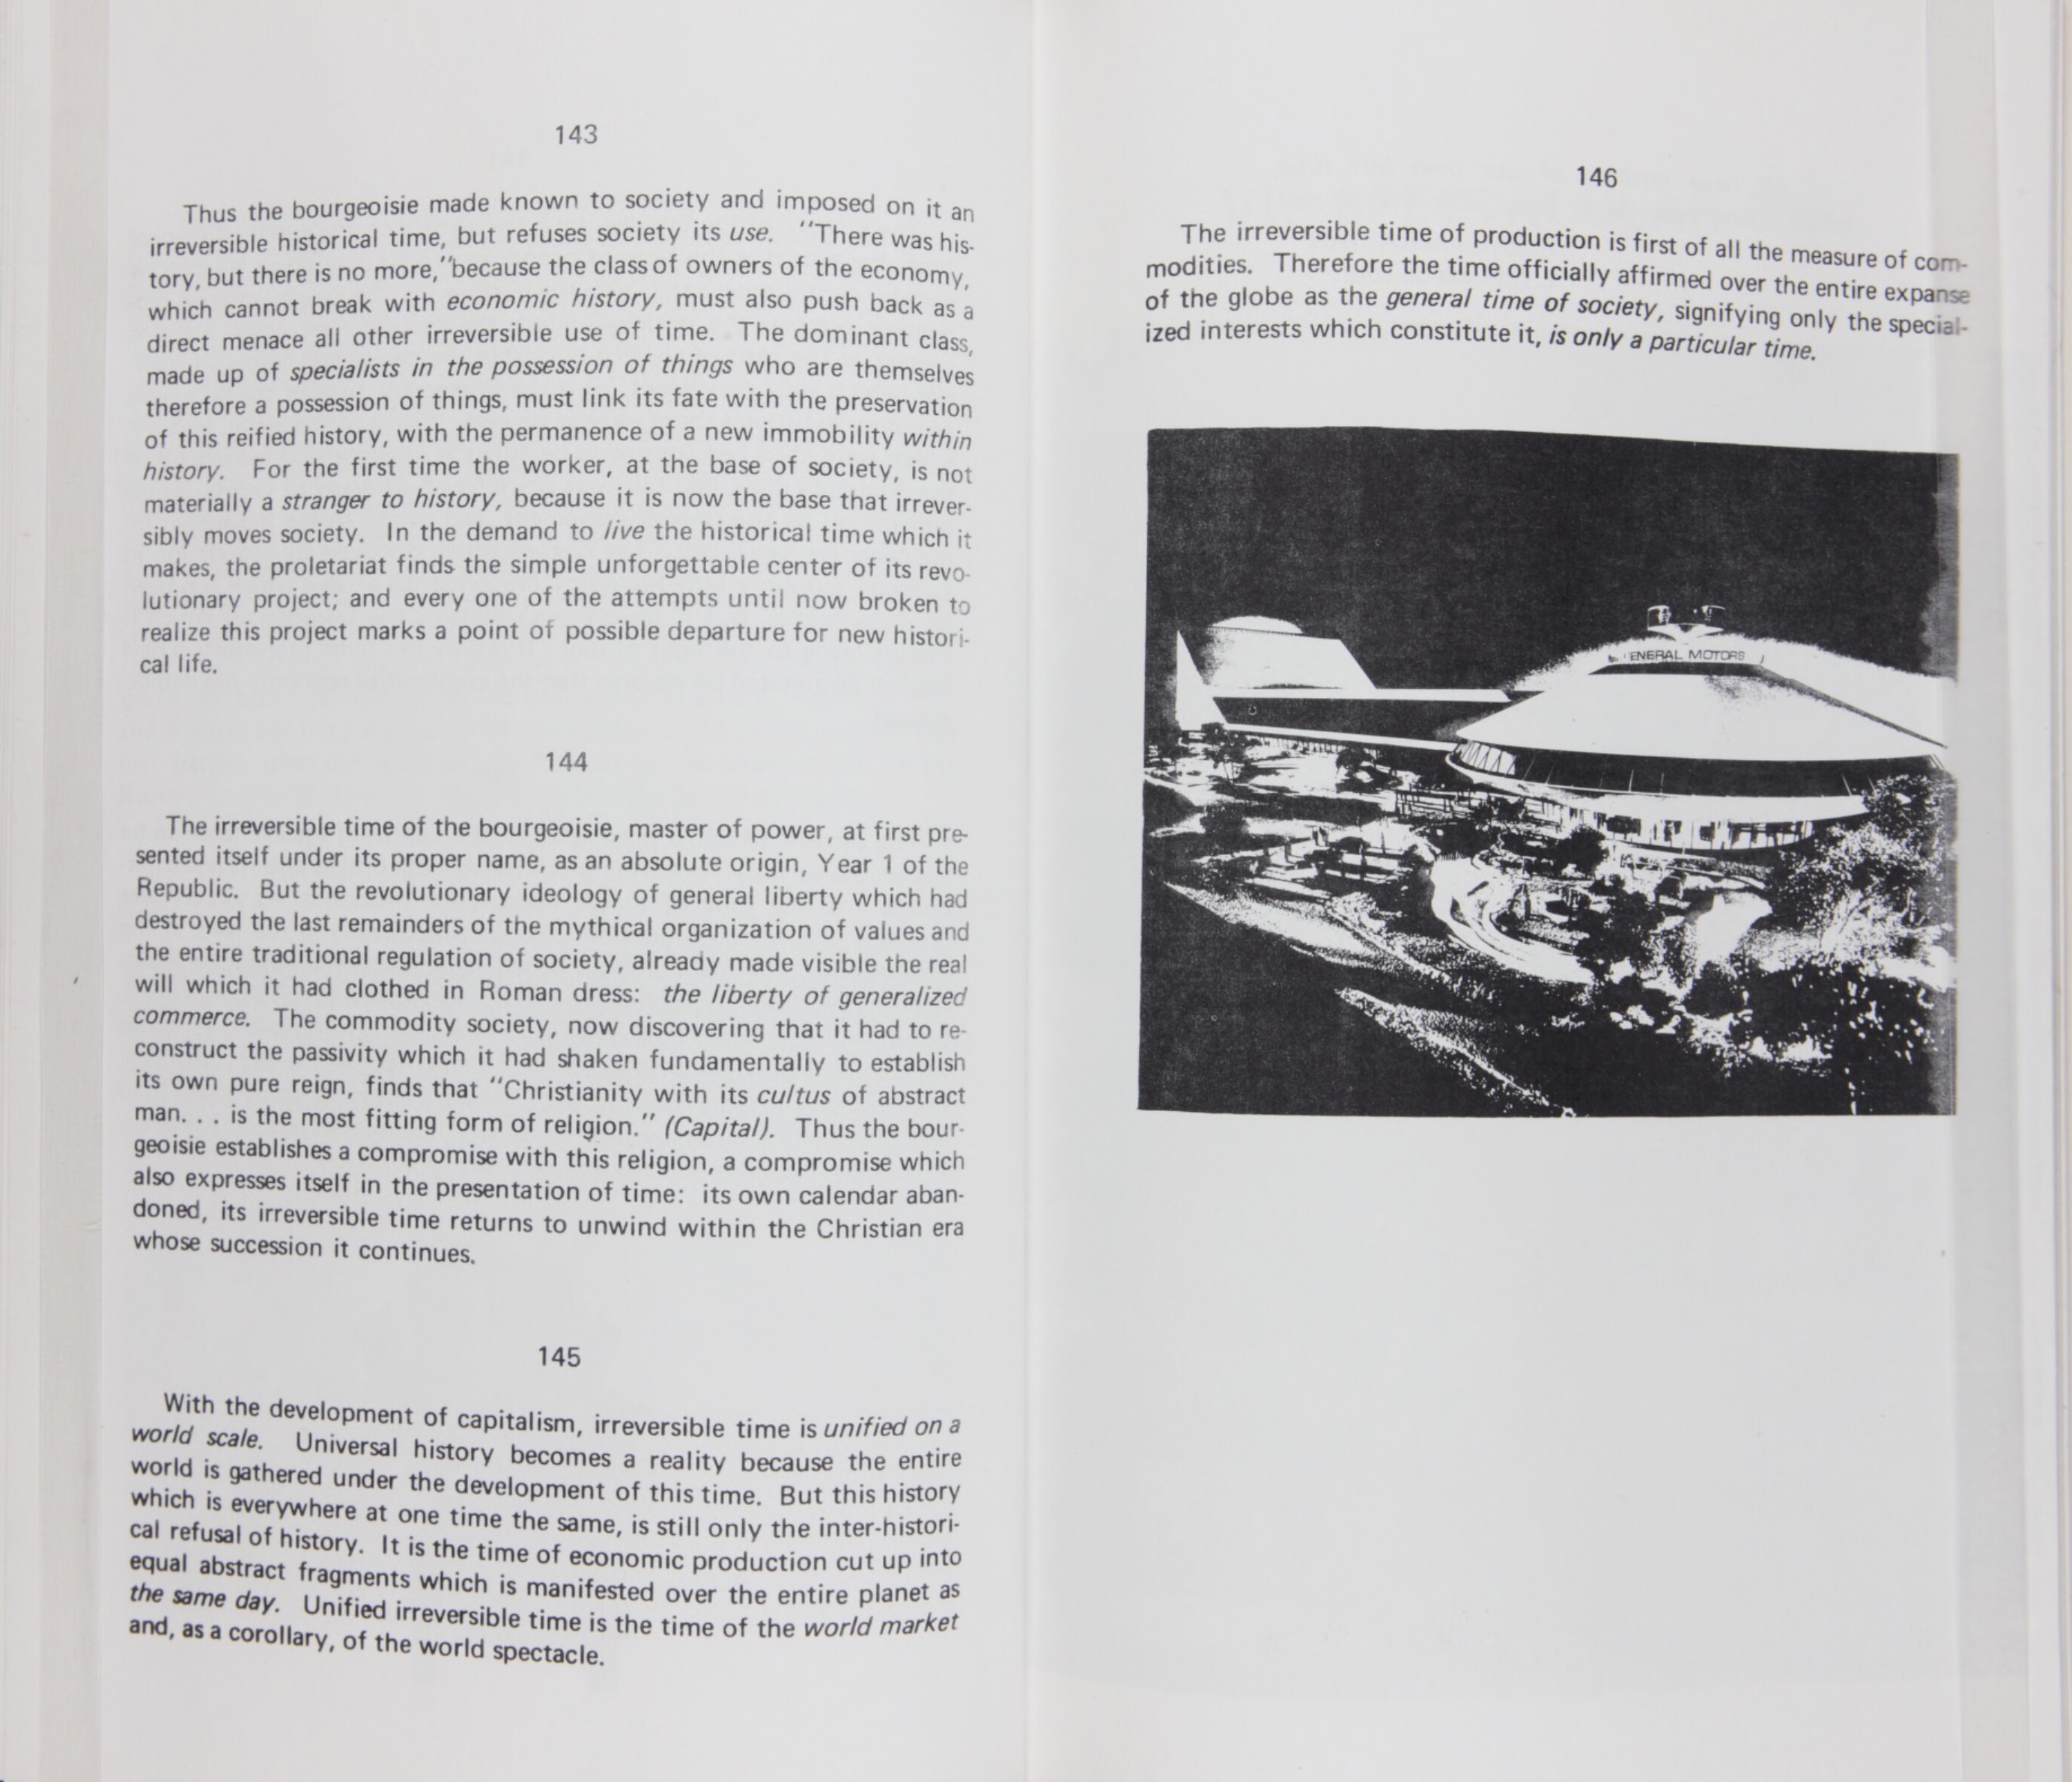 143
Thus the bourgeoisie made known to society and imposed on it an
irreversible historical time, but refuses society its use. "There was his-
tory, but there is no more,"because the class of owners of the economy,
which cannot break with economic history, must also push back as a
direct menace all other irreversible use of time. The dominant class,
made up of specialists in the possession of things who are themselves
therefore a possession of things, must link its fate with the preservation
of this reified history, with the permanence of a new immobility within
history. For the first time the worker, at the base of society, is not
materially a stranger to history, because it is now the base that irrever-
sibly moves society. In the demand to live the historical time which it
makes, the proletariat finds the simple unforgettable center of its revo-
lutionary project; and every one of the attempts until now broken to
realize this project marks a point of possible departure for new histori-
cal life.
144
The irreversible time of the bourgeoisie, master of power, at first pre-
sented itself under its proper name, as an absolute origin, Year 1 of the
Republic. But the revolutionary ideology of general liberty which had
destroyed the last remainders of the mythical organization of values and
the entire traditional regulation of society, already made visible the real
will which it had clothed in Roman dress: the liberty of generalized
commerce. The commodity society, now discovering that it had to re-
construct the passivity which it had shaken fundamentally to establish
its own pure reign, finds that "Christianity with its cultus of abstract
man. . . is the most fitting form of religion." (Capital). Thus the bour-
geoisie establishes a compromise with this religion, a compromise which
also expresses itself in the presentation of time: its own calendar aban-
doned, its irreversible time returns to unwind within the Christian era
whose succession it continues.
145
With the development of capitalism, irreversible time is unified on a
world scale. Universal history becomes a reality because the entire
world is gathered under the development of this time. But this history
which is everywhere at one time the same, is still only the inter-histori-
cal refusal of history. It is the time of economic production cut up into
equal abstract fragments which is manifested over the entire planet as
the same day. Unified irreversible time is the time of the world market
and, as a corollary, of the world spectacle.
146
The irreversible time of production is first of all the measure of com-
modities. Therefore the time officially affirmed over the entire expanse
of the globe as the general time of society, signifying only the special-
ized interests which constitute it, is only a particular time.
ENERAL MOTORS